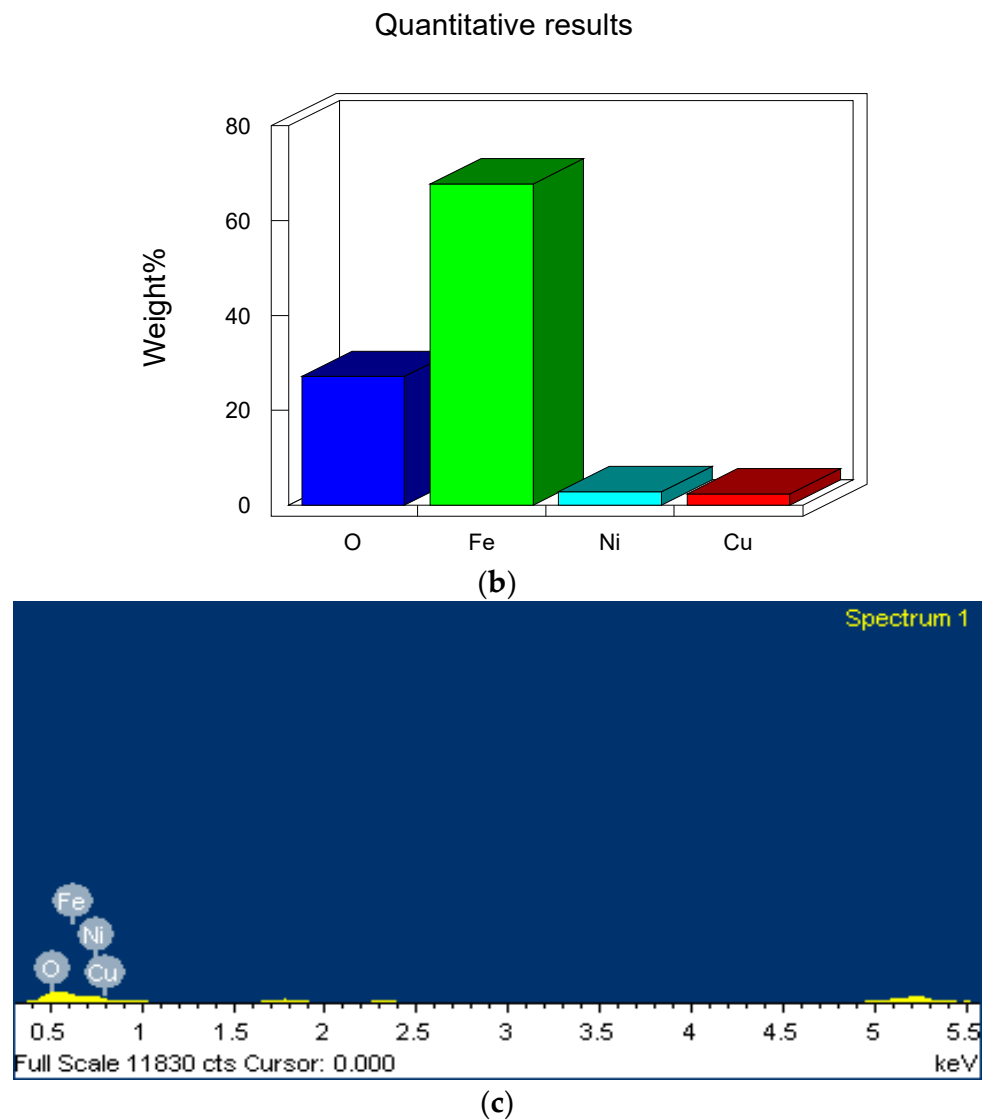 Quantitative results
Weight%
80
60
40
20
0
O Fe Ni Cu
(b)
Spectrum 1
Fe
Ni
O
Cu
0.5 1 1.5 2 2.5 3 3.5 4 4.5 5 5.5
Full Scale 11830 cts Cursor: 0.000 keV
(c)